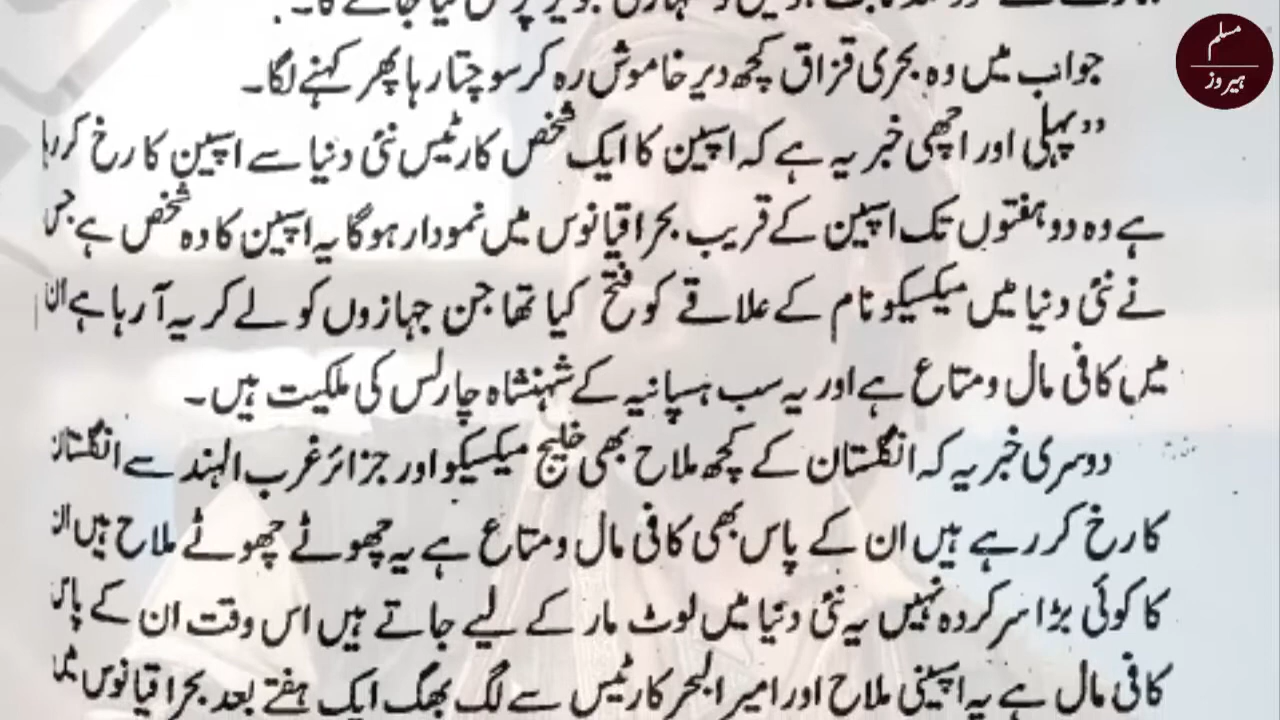 مسلم
ہیروز
جواب میں وہ بحری قزاق کچھ دیر خاموش رہ کر سوچتا رہا پھر کہنے لگا۔
”پہلی اور اچھی خبر یہ ہے کہ اسپین کا ایک شخص کارٹیس نئی دنیا سے اسپین کا رخ کر رہا
ہے وہ دو ہفتوں تک اسپین کے قریب بحر اقیانوس میں نمودار ہوگا یہ اسپین کا وہ شخص ہے جس
نے نئی دنیا میں میکسیکو نام کے علاقے کو فتح کیا تھا جن جہازوں کو لے کر یہ آ رہا ہے ان
میں کافی مال و متاع ہے اور یہ سب ہسپانیہ کے شہنشاہ چارلس کی ملکیت ہیں۔
دوسری خبر یہ کہ انگلستان کے کچھ ملاح بھی خلیج میکسیکو اور جزائر غرب الہند سے انگلستان
کا رخ کر رہے ہیں ان کے پاس بھی کافی مال و متاع ہے یہ چھوٹے چھوٹے ملاح ہیں ان
کا کوئی بڑا سرکردہ نہیں یہ نئی دنیا میں لوٹ مار کے لیے جاتے ہیں اس وقت ان کے پاس
کافی مال ہے یہ اسپینی ملاح اور امیر البحر کارٹیس سے لگ بھگ ایک ہفتے بعد بحر اقیانوس میں